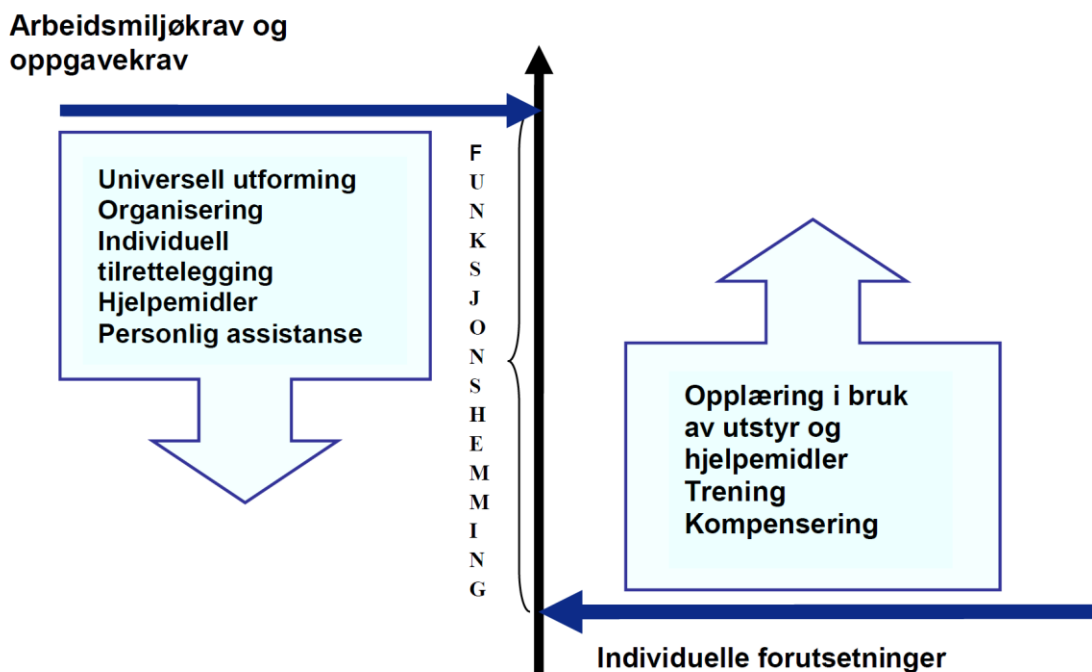 Arbeidsmiljøkrav og
oppgavekrav
Universell utforming
Organisering
Individuell
tilrettelegging
Hjelpemidler
Personlig assistanse
FUNKSJONSHEMMING
Opplæring i bruk
av utstyr og
hjelpemidler
Trening
Kompensering
Individuelle forutsetninger